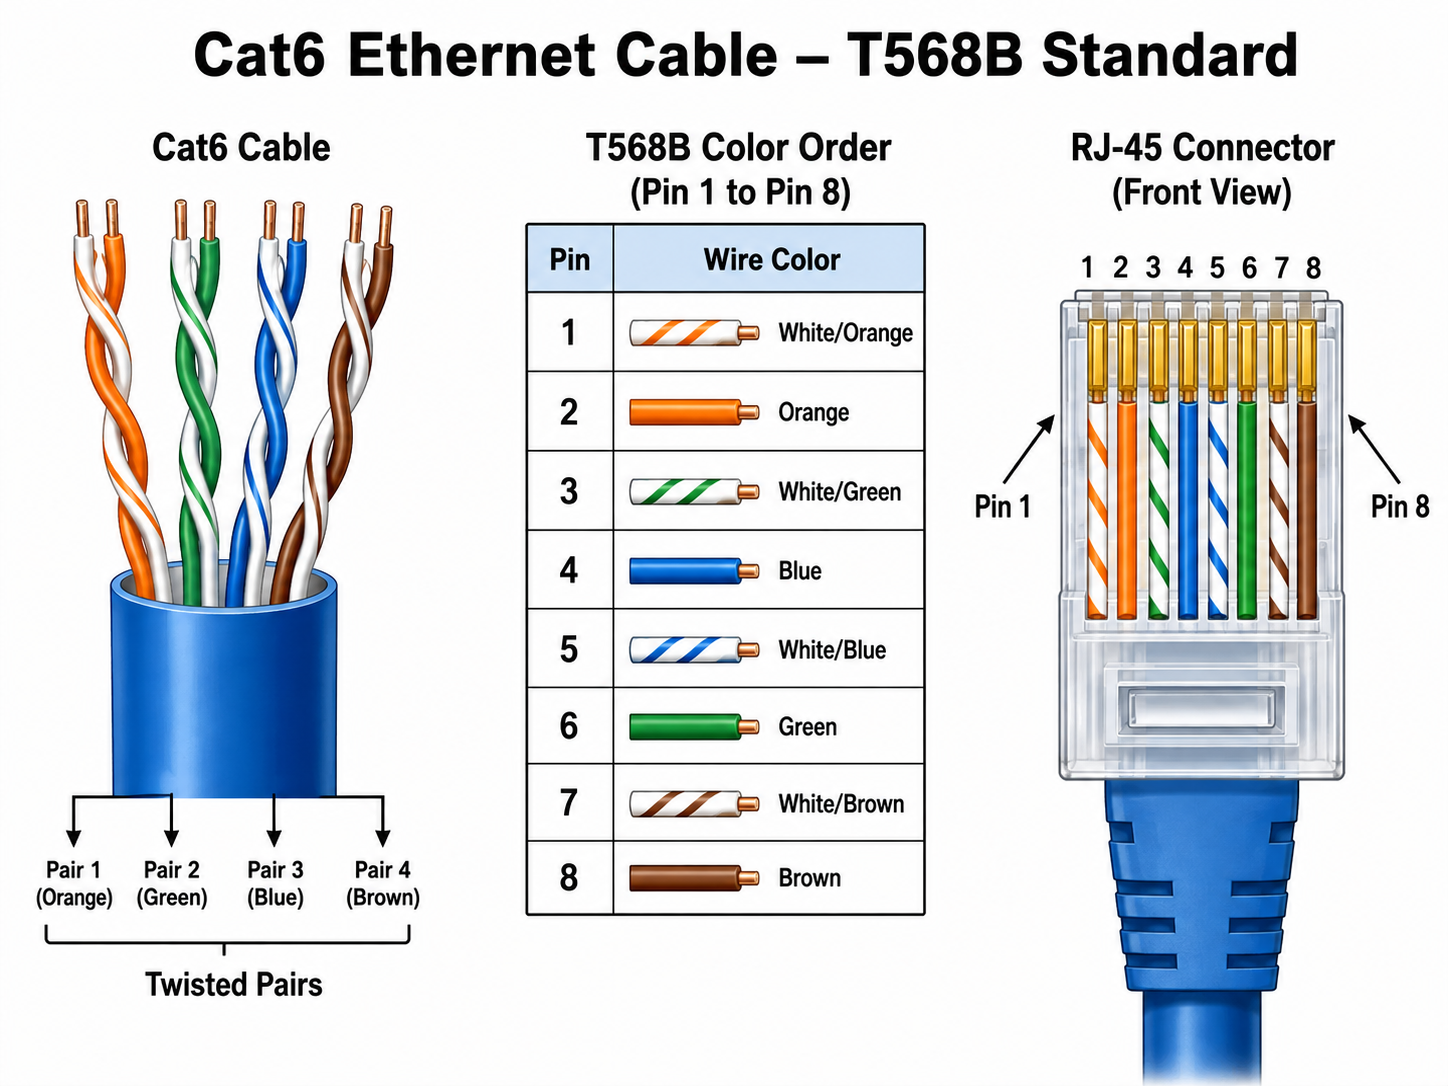 Cat6 Ethernet Cable – T568B Standard
Cat6 Cable
Pair 1
(Orange)
Pair 2
(Green)
Pair 3
(Blue)
Pair 4
(Brown)
Twisted Pairs
T568B Color Order
(Pin 1 to Pin 8)
Pin Wire Color
1 White/Orange
2 Orange
3 White/Green
4 Blue
5 White/Blue
6 Green
7 White/Brown
8 Brown
RJ-45 Connector
(Front View)
1 2 3 4 5 6 7 8
Pin 1
Pin 8